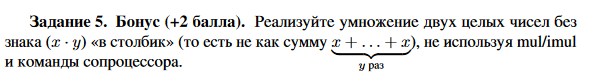 Задание 5. Бонус (+2 балла). Реализуйте умножение двух целых чисел без
знака (x · y) «в столбик» (то есть не как сумму x + . . . + x), не используя mul/imul
y раз
и команды сопроцессора.